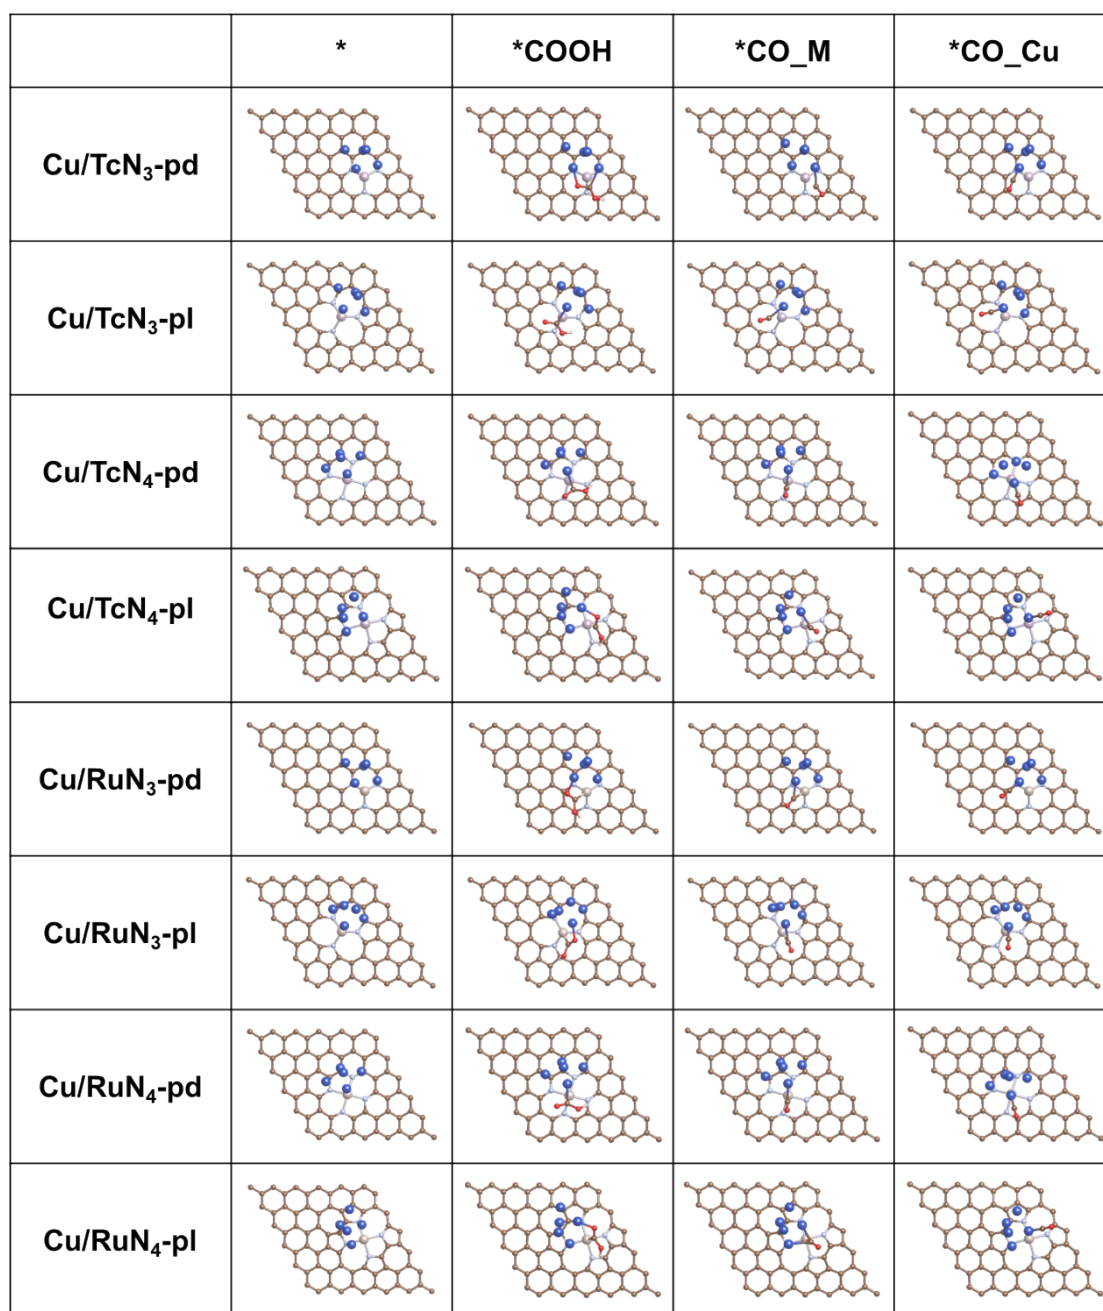 * *COOH *CO_M *CO_Cu
Cu/TcN₃-pd
Cu/TcN₃-pl
Cu/TcN₄-pd
Cu/TcN₄-pl
Cu/RuN₃-pd
Cu/RuN₃-pl
Cu/RuN₄-pd
Cu/RuN₄-pl